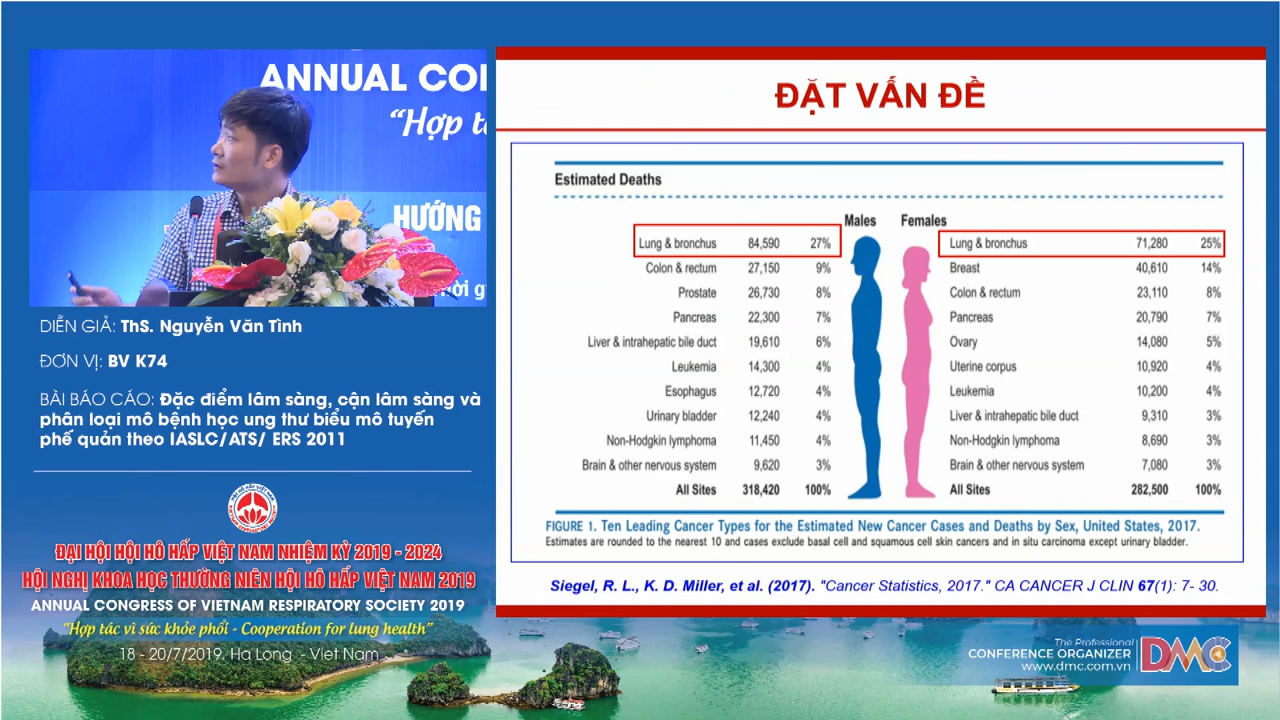 ANNUAL CON
“Hợp t
HƯỚNG
DIỄN GIẢ: ThS. Nguyễn Văn Tình
ĐƠN VỊ: BV K74
BÀI BÁO CÁO: Đặc điểm lâm sàng, cận lâm sàng và
phân loại mô bệnh học ung thư biểu mô tuyến
phế quản theo IASLC/ATS/ ERS 2011
ĐẠI HỘI HỘI HÔ HẤP VIỆT NAM NHIỆM KỲ 2019 - 2024
HỘI NGHỊ KHOA HỌC THƯỜNG NIÊN HỘI HÔ HẤP VIỆT NAM 2019
ANNUAL CONGRESS OF VIETNAM RESPIRATORY SOCIETY 2019
“Hợp tác vì sức khỏe phổi - Cooperation for lung health”
18 - 20/7/2019. Ha Long - Viet Nam
ĐẶT VẤN ĐỀ
Estimated Deaths
Males Females
Lung & bronchus 84,590 27% Lung & bronchus 71,280 25%
Colon & rectum 27,150 9% Breast 40,610 14%
Prostate 26,730 8% Colon & rectum 23,110 8%
Pancreas 22,300 7% Pancreas 20,790 7%
Liver & intrahepatic bile duct 19,610 6% Ovary 14,080 5%
Leukemia 14,300 4% Uterine corpus 10,920 4%
Esophagus 12,720 4% Leukemia 10,200 4%
Urinary bladder 12,240 4% Liver & intrahepatic bile duct 9,310 3%
Non-Hodgkin lymphoma 11,450 4% Non-Hodgkin lymphoma 8,690 3%
Brain & other nervous system 9,620 3% Brain & other nervous system 7,080 3%
All Sites 318,420 100% All Sites 282,500 100%
FIGURE 1. Ten Leading Cancer Types for the Estimated New Cancer Cases and Deaths by Sex, United States, 2017.
Estimates are rounded to the nearest 10 and cases exclude basal cell and squamous cell skin cancers and in situ carcinoma except urinary bladder.
Siegel, R. L., K. D. Miller, et al. (2017). "Cancer Statistics, 2017." CA CANCER J CLIN 67(1): 7- 30.
The Professional
CONFERENCE ORGANIZER
www.dmc.com.vn
DMC